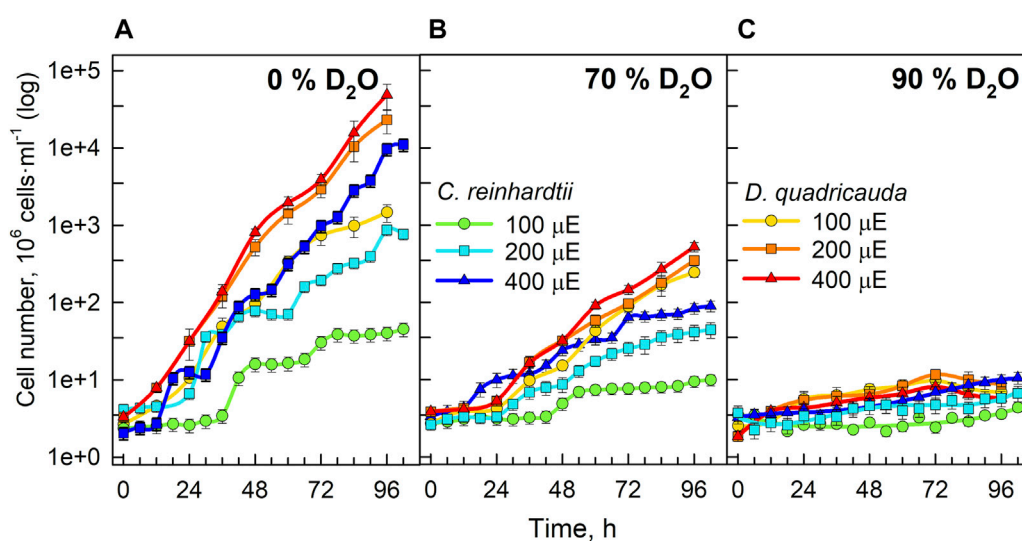 A
B
C
0 % D₂O
70 % D₂O
90 % D₂O
Cell number, 10⁶ cells·ml⁻¹ (log)
1e+5
1e+4
1e+3
1e+2
1e+1
1e+0
C. reinhardtii
100 µE
200 µE
400 µE
D. quadricauda
100 µE
200 µE
400 µE
0 24 48 72 96
0 24 48 72 96
0 24 48 72 96
Time, h